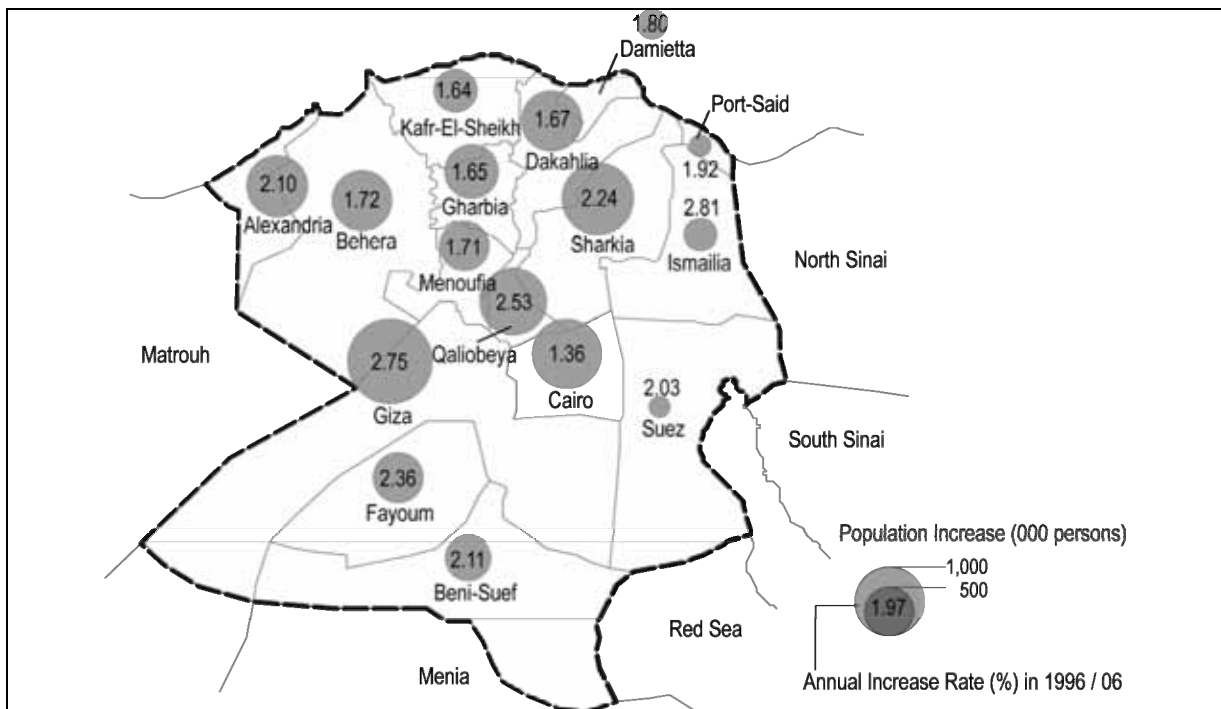 1.80
Damietta
1.64
Kafr-El-Sheikh
1.67
Dakahlia
Port-Said
1.92
2.10
Alexandria
1.72
Behera
1.65
Gharbia
2.24
Sharkia
2.81
Ismailia
1.71
Menoufia
North Sinai
2.53
Qaliobeya
Matrouh
2.75
Giza
1.36
Cairo
2.03
Suez
South Sinai
2.36
Fayoum
2.11
Beni-Suef
Red Sea
Menia
Population Increase (000 persons)
1,000
500
1.97
Annual Increase Rate (%) in 1996 / 06